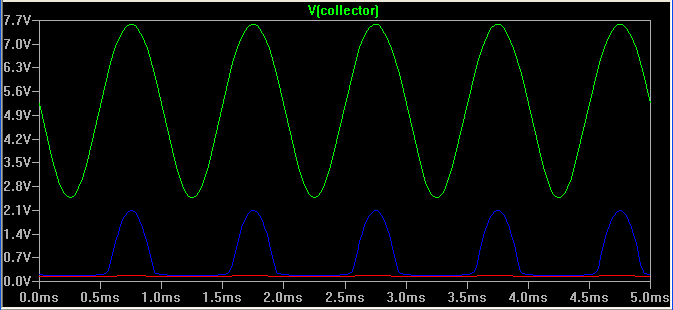 V(collector)
7.7V
7.0V
6.3V
5.6V
4.9V
4.2V
3.5V
2.8V
2.1V
1.4V
0.7V
0.0V
0.0ms 0.5ms 1.0ms 1.5ms 2.0ms 2.5ms 3.0ms 3.5ms 4.0ms 4.5ms 5.0ms